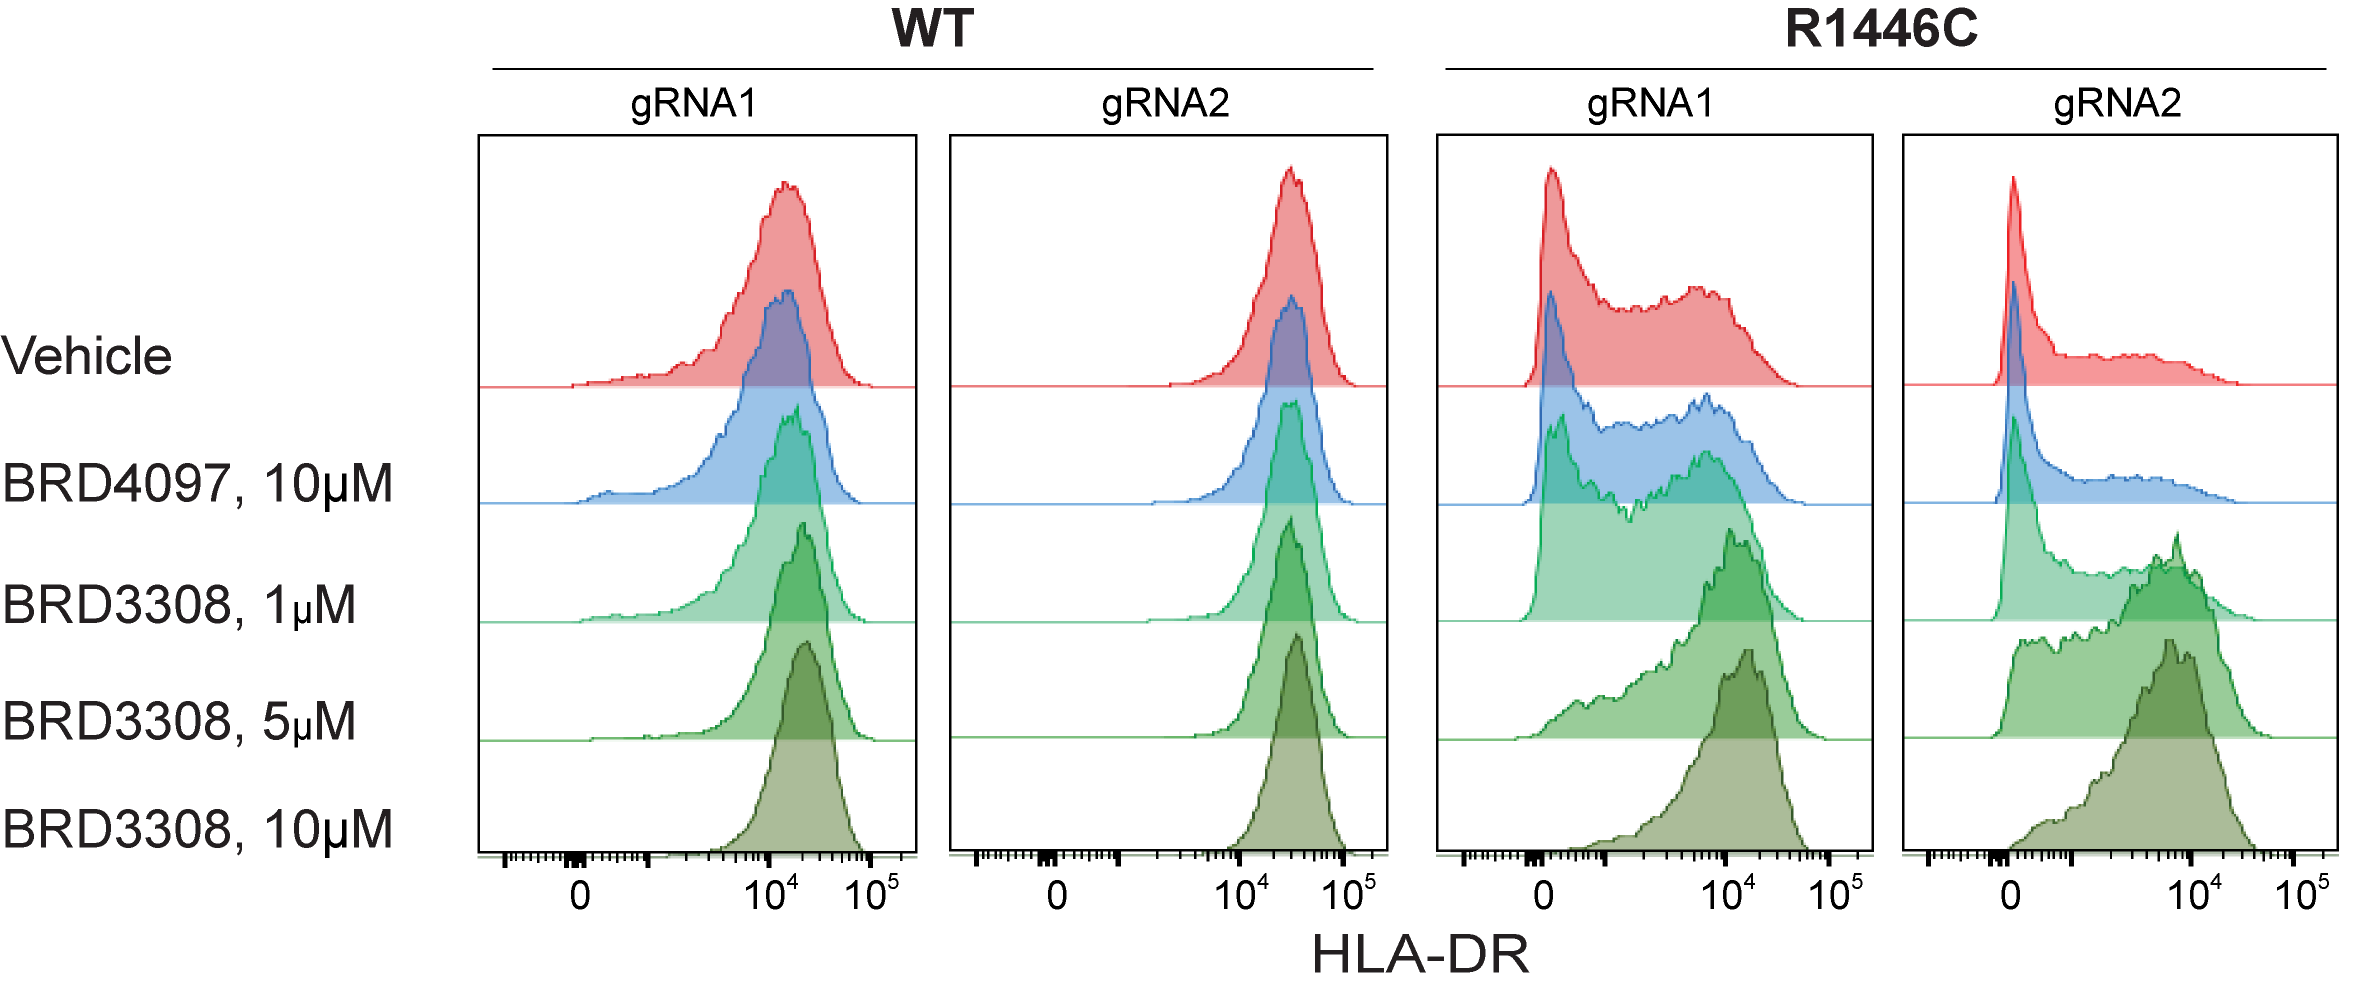 WT R1446C
gRNA1 gRNA2 gRNA1 gRNA2
Vehicle
BRD4097, 10µM
BRD3308, 1µM
BRD3308, 5µM
BRD3308, 10µM
0 10⁴ 10⁵ 0 10⁴ 10⁵ 0 10⁴ 10⁵ 0 10⁴ 10⁵
HLA-DR